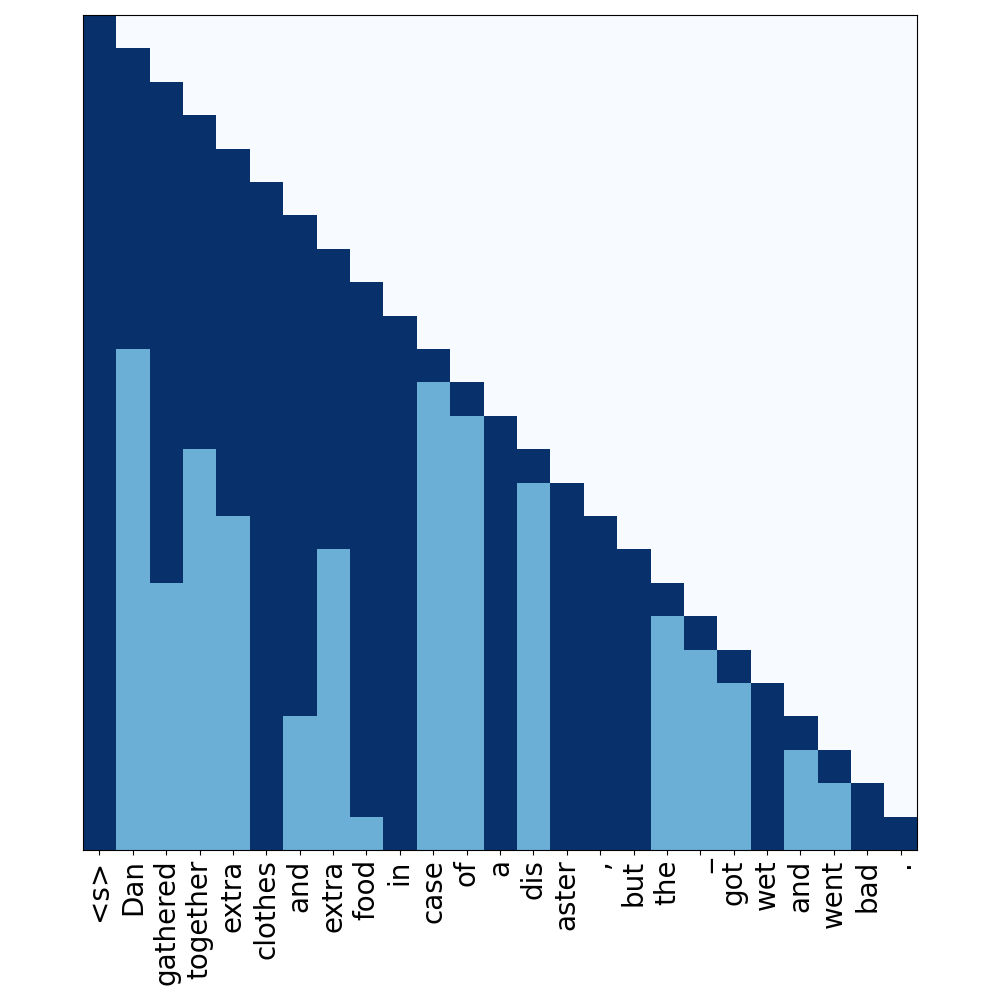 <s> Dan gathered together extra clothes and extra food in case of a dis aster , but the _ got wet and went bad .